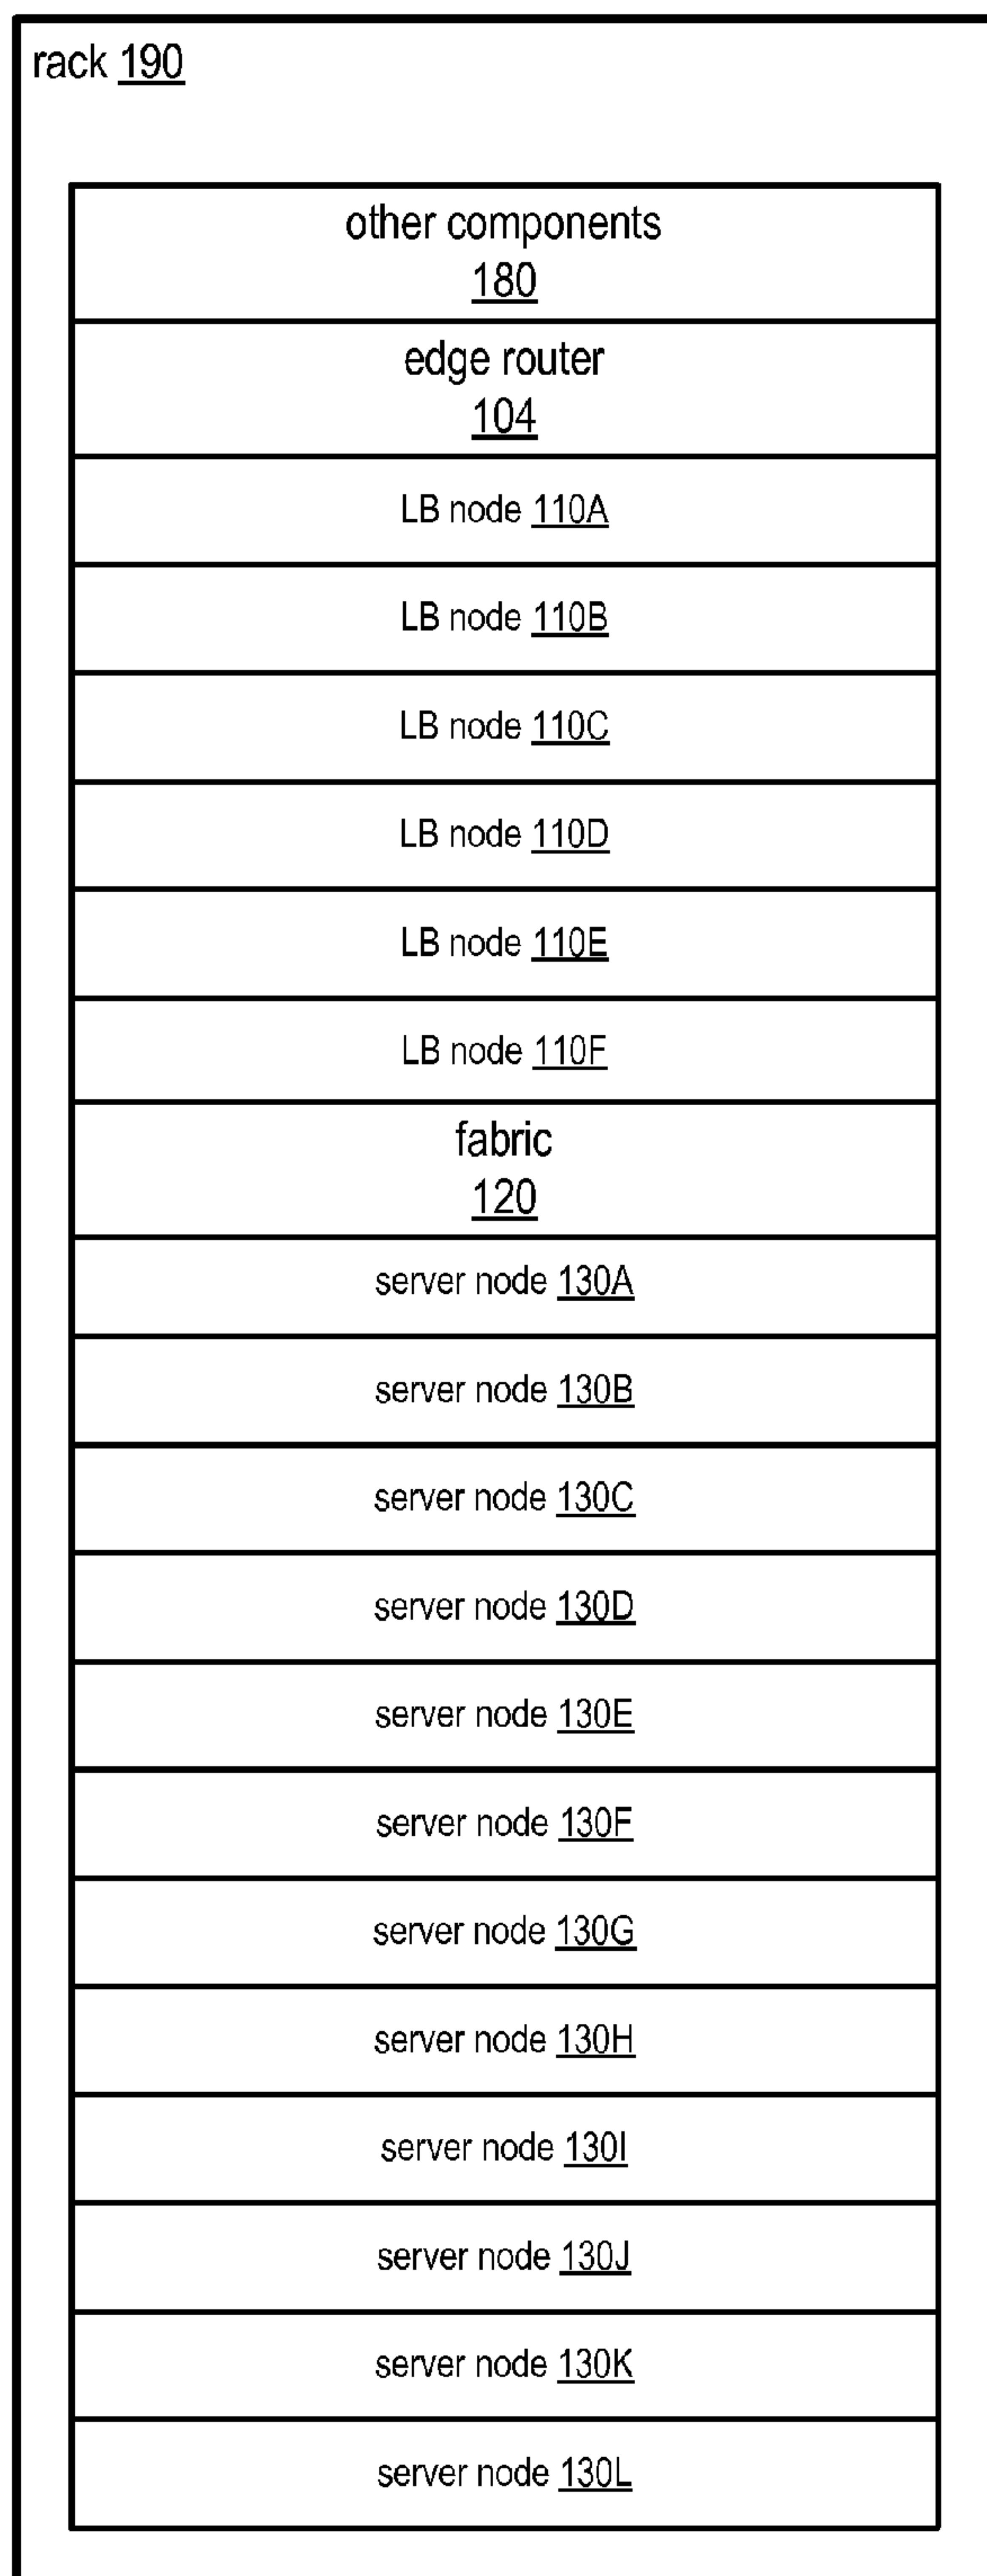 rack 190
other components
180
edge router
104
LB node 110A
LB node 110B
LB node 110C
LB node 110D
LB node 110E
LB node 110F
fabric
120
server node 130A
server node 130B
server node 130C
server node 130D
server node 130E
server node 130F
server node 130G
server node 130H
server node 130I
server node 130J
server node 130K
server node 130L